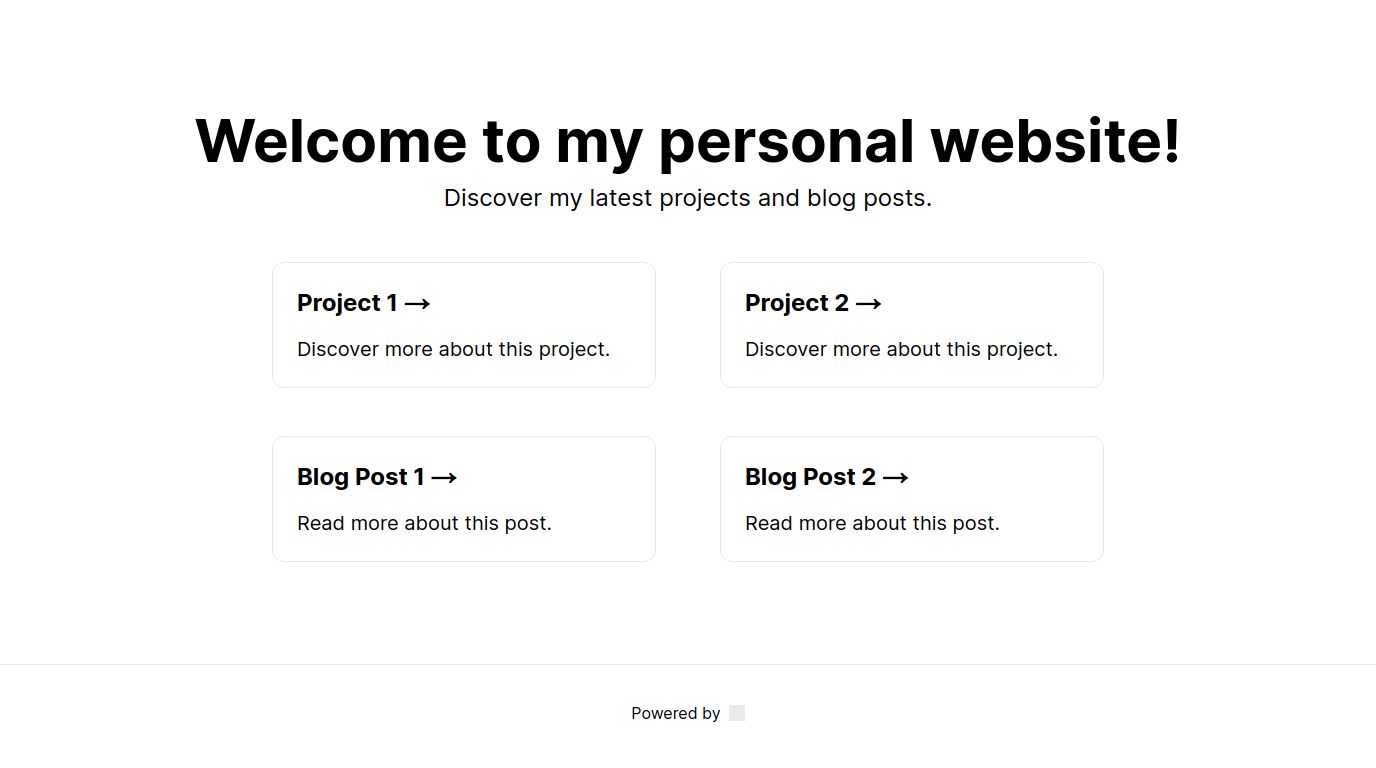 Welcome to my personal website!
Discover my latest projects and blog posts.
Project 1 →
Discover more about this project.
Project 2 →
Discover more about this project.
Blog Post 1 →
Read more about this post.
Blog Post 2 →
Read more about this post.
Powered by